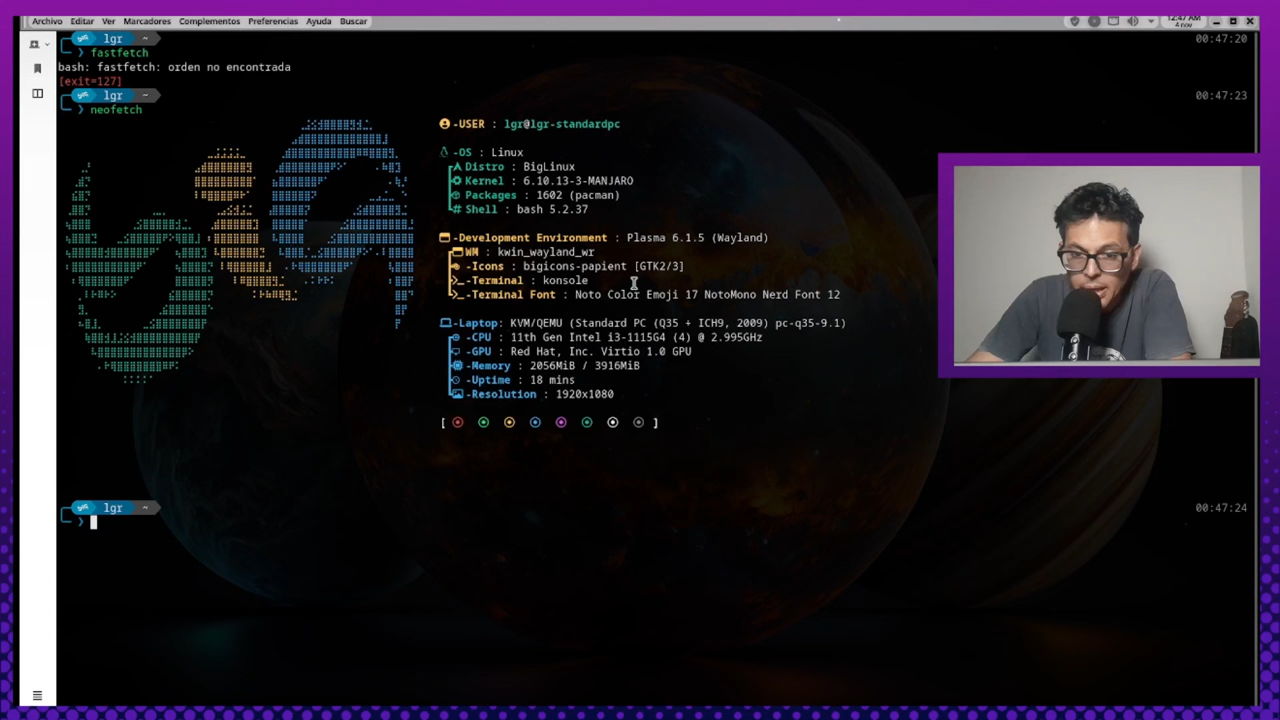 Archivo Editar Ver Marcadores Complementos Preferencias Ayuda Buscar
12:47 AM
4 nov
lgr ~ 00:47:20
❯ fastfetch
bash: fastfetch: orden no encontrada
[exit=127]
lgr ~ 00:47:23
❯ neofetch
-USER : lgr@lgr-standardpc
-OS : Linux
Distro : BigLinux
Kernel : 6.10.13-3-MANJARO
Packages : 1602 (pacman)
Shell : bash 5.2.37
-Development Environment : Plasma 6.1.5 (Wayland)
WM : kwin_wayland_wr
-Icons : bigicons-papient [GTK2/3]
-Terminal : konsole
-Terminal Font : Noto Color Emoji 17 NotoMono Nerd Font 12
-Laptop: KVM/QEMU (Standard PC (Q35 + ICH9, 2009) pc-q35-9.1)
-CPU : 11th Gen Intel i3-1115G4 (4) @ 2.995GHz
-GPU : Red Hat, Inc. Virtio 1.0 GPU
-Memory : 2056MiB / 3916MiB
-Uptime : 18 mins
-Resolution : 1920x1080
lgr ~ 00:47:24
❯